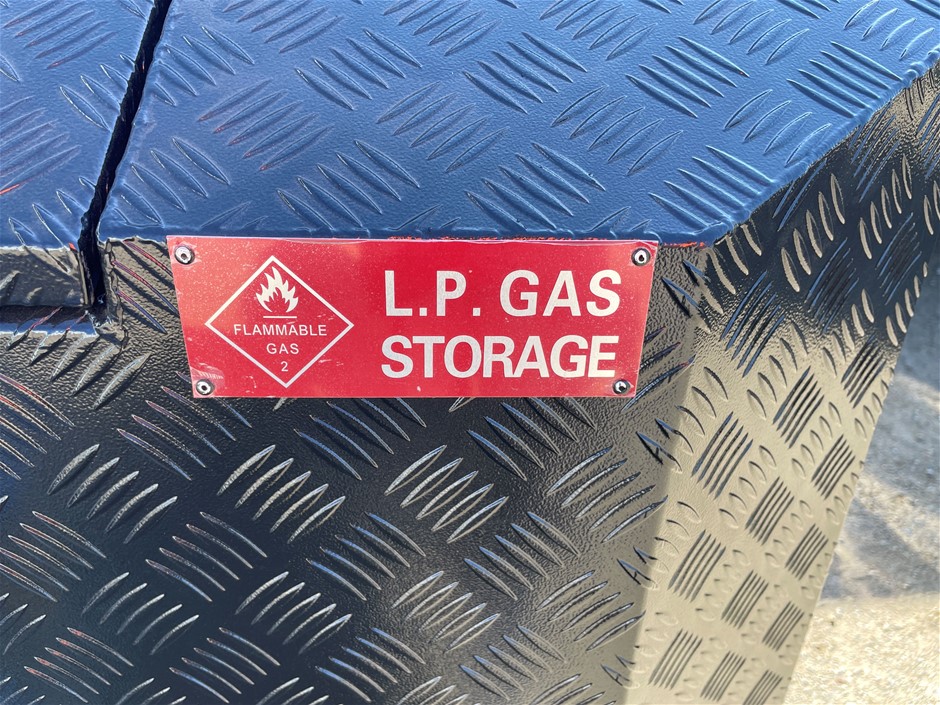 FLAMMABLE
GAS
2
L.P. GAS
STORAGE